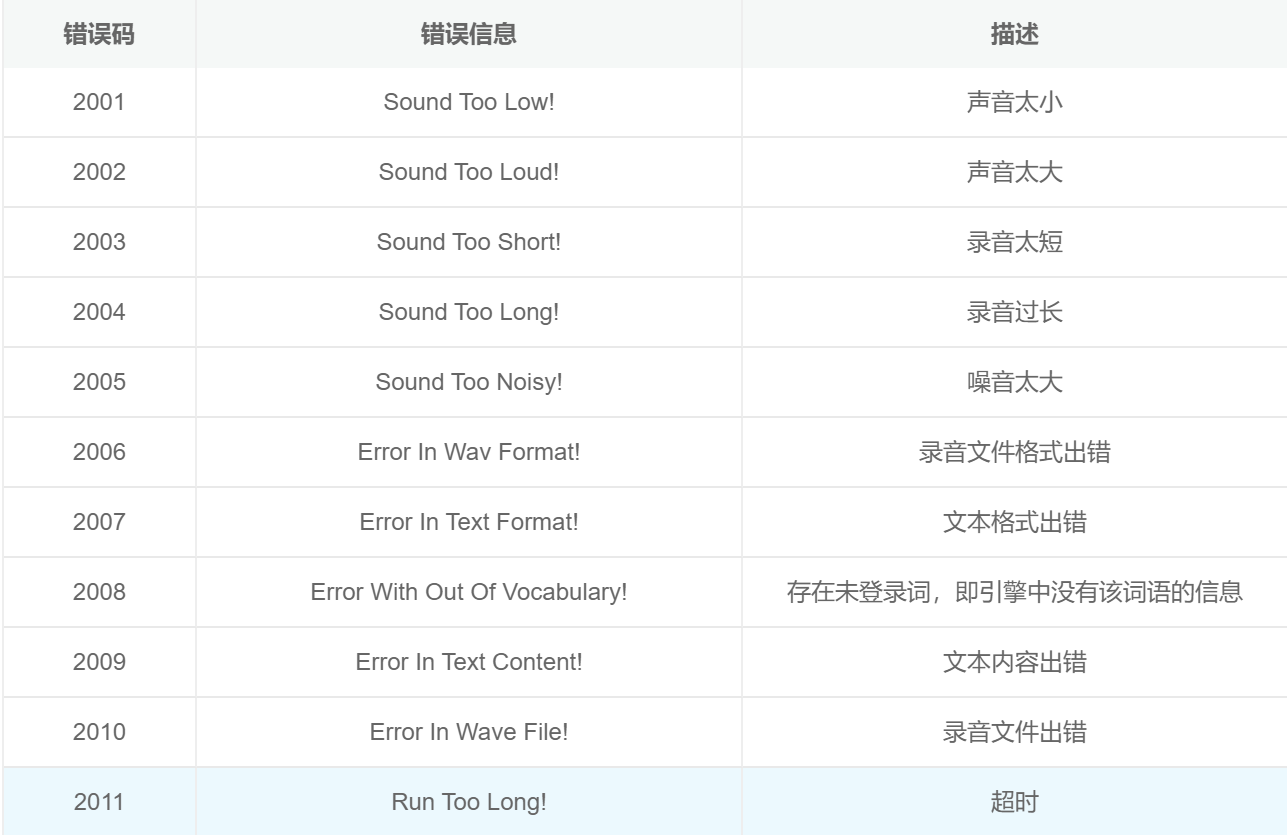 错误码 错误信息 描述
2001 Sound Too Low! 声音太小
2002 Sound Too Loud! 声音太大
2003 Sound Too Short! 录音太短
2004 Sound Too Long! 录音过长
2005 Sound Too Noisy! 噪音太大
2006 Error In Wav Format! 录音文件格式出错
2007 Error In Text Format! 文本格式出错
2008 Error With Out Of Vocabulary! 存在未登录词，即引擎中没有该词语的信息
2009 Error In Text Content! 文本内容出错
2010 Error In Wave File! 录音文件出错
2011 Run Too Long! 超时